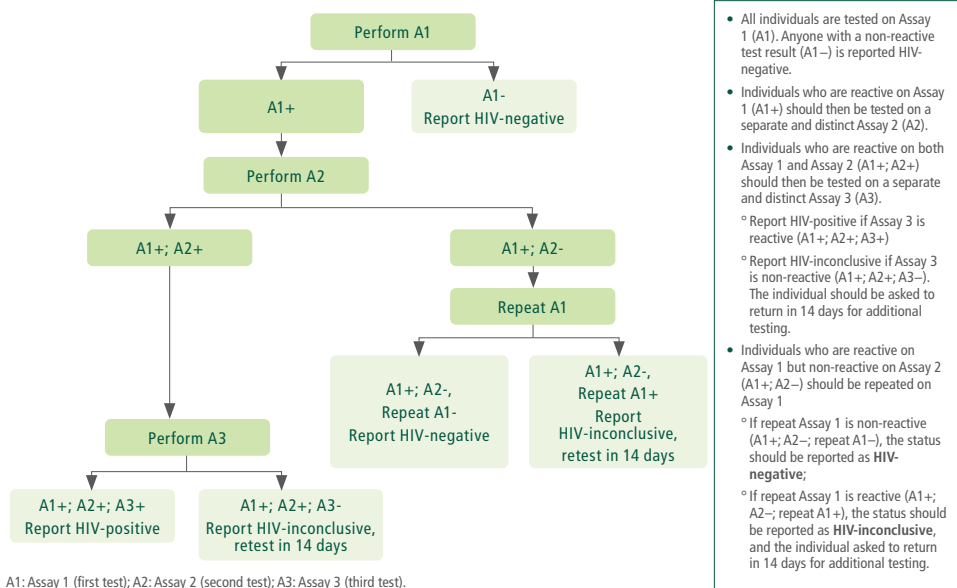 Perform A1
A1+
A1-
Report HIV-negative
Perform A2
A1+; A2+
A1+; A2-
Repeat A1
A1+; A2-,
Repeat A1-
Report HIV-negative
A1+; A2-,
Repeat A1+
Report
HIV-inconclusive,
retest in 14 days
Perform A3
A1+; A2+; A3+
Report HIV-positive
A1+; A2+; A3-
Report HIV-inconclusive,
retest in 14 days
A1: Assay 1 (first test); A2: Assay 2 (second test); A3: Assay 3 (third test).
• All individuals are tested on Assay
1 (A1). Anyone with a non-reactive
test result (A1–) is reported HIV-
negative.
• Individuals who are reactive on Assay
1 (A1+) should then be tested on a
separate and distinct Assay 2 (A2).
• Individuals who are reactive on both
Assay 1 and Assay 2 (A1+; A2+)
should then be tested on a separate
and distinct Assay 3 (A3).
° Report HIV-positive if Assay 3 is
reactive (A1+; A2+; A3+)
° Report HIV-inconclusive if Assay 3
is non-reactive (A1+; A2+; A3–).
The individual should be asked to
return in 14 days for additional
testing.
• Individuals who are reactive on
Assay 1 but non-reactive on Assay 2
(A1+; A2–) should be repeated on
Assay 1
° If repeat Assay 1 is non-reactive
(A1+; A2–; repeat A1–), the status
should be reported as HIV-
negative;
° If repeat Assay 1 is reactive (A1+;
A2–; repeat A1+), the status should
be reported as HIV-inconclusive,
and the individual asked to return
in 14 days for additional testing.